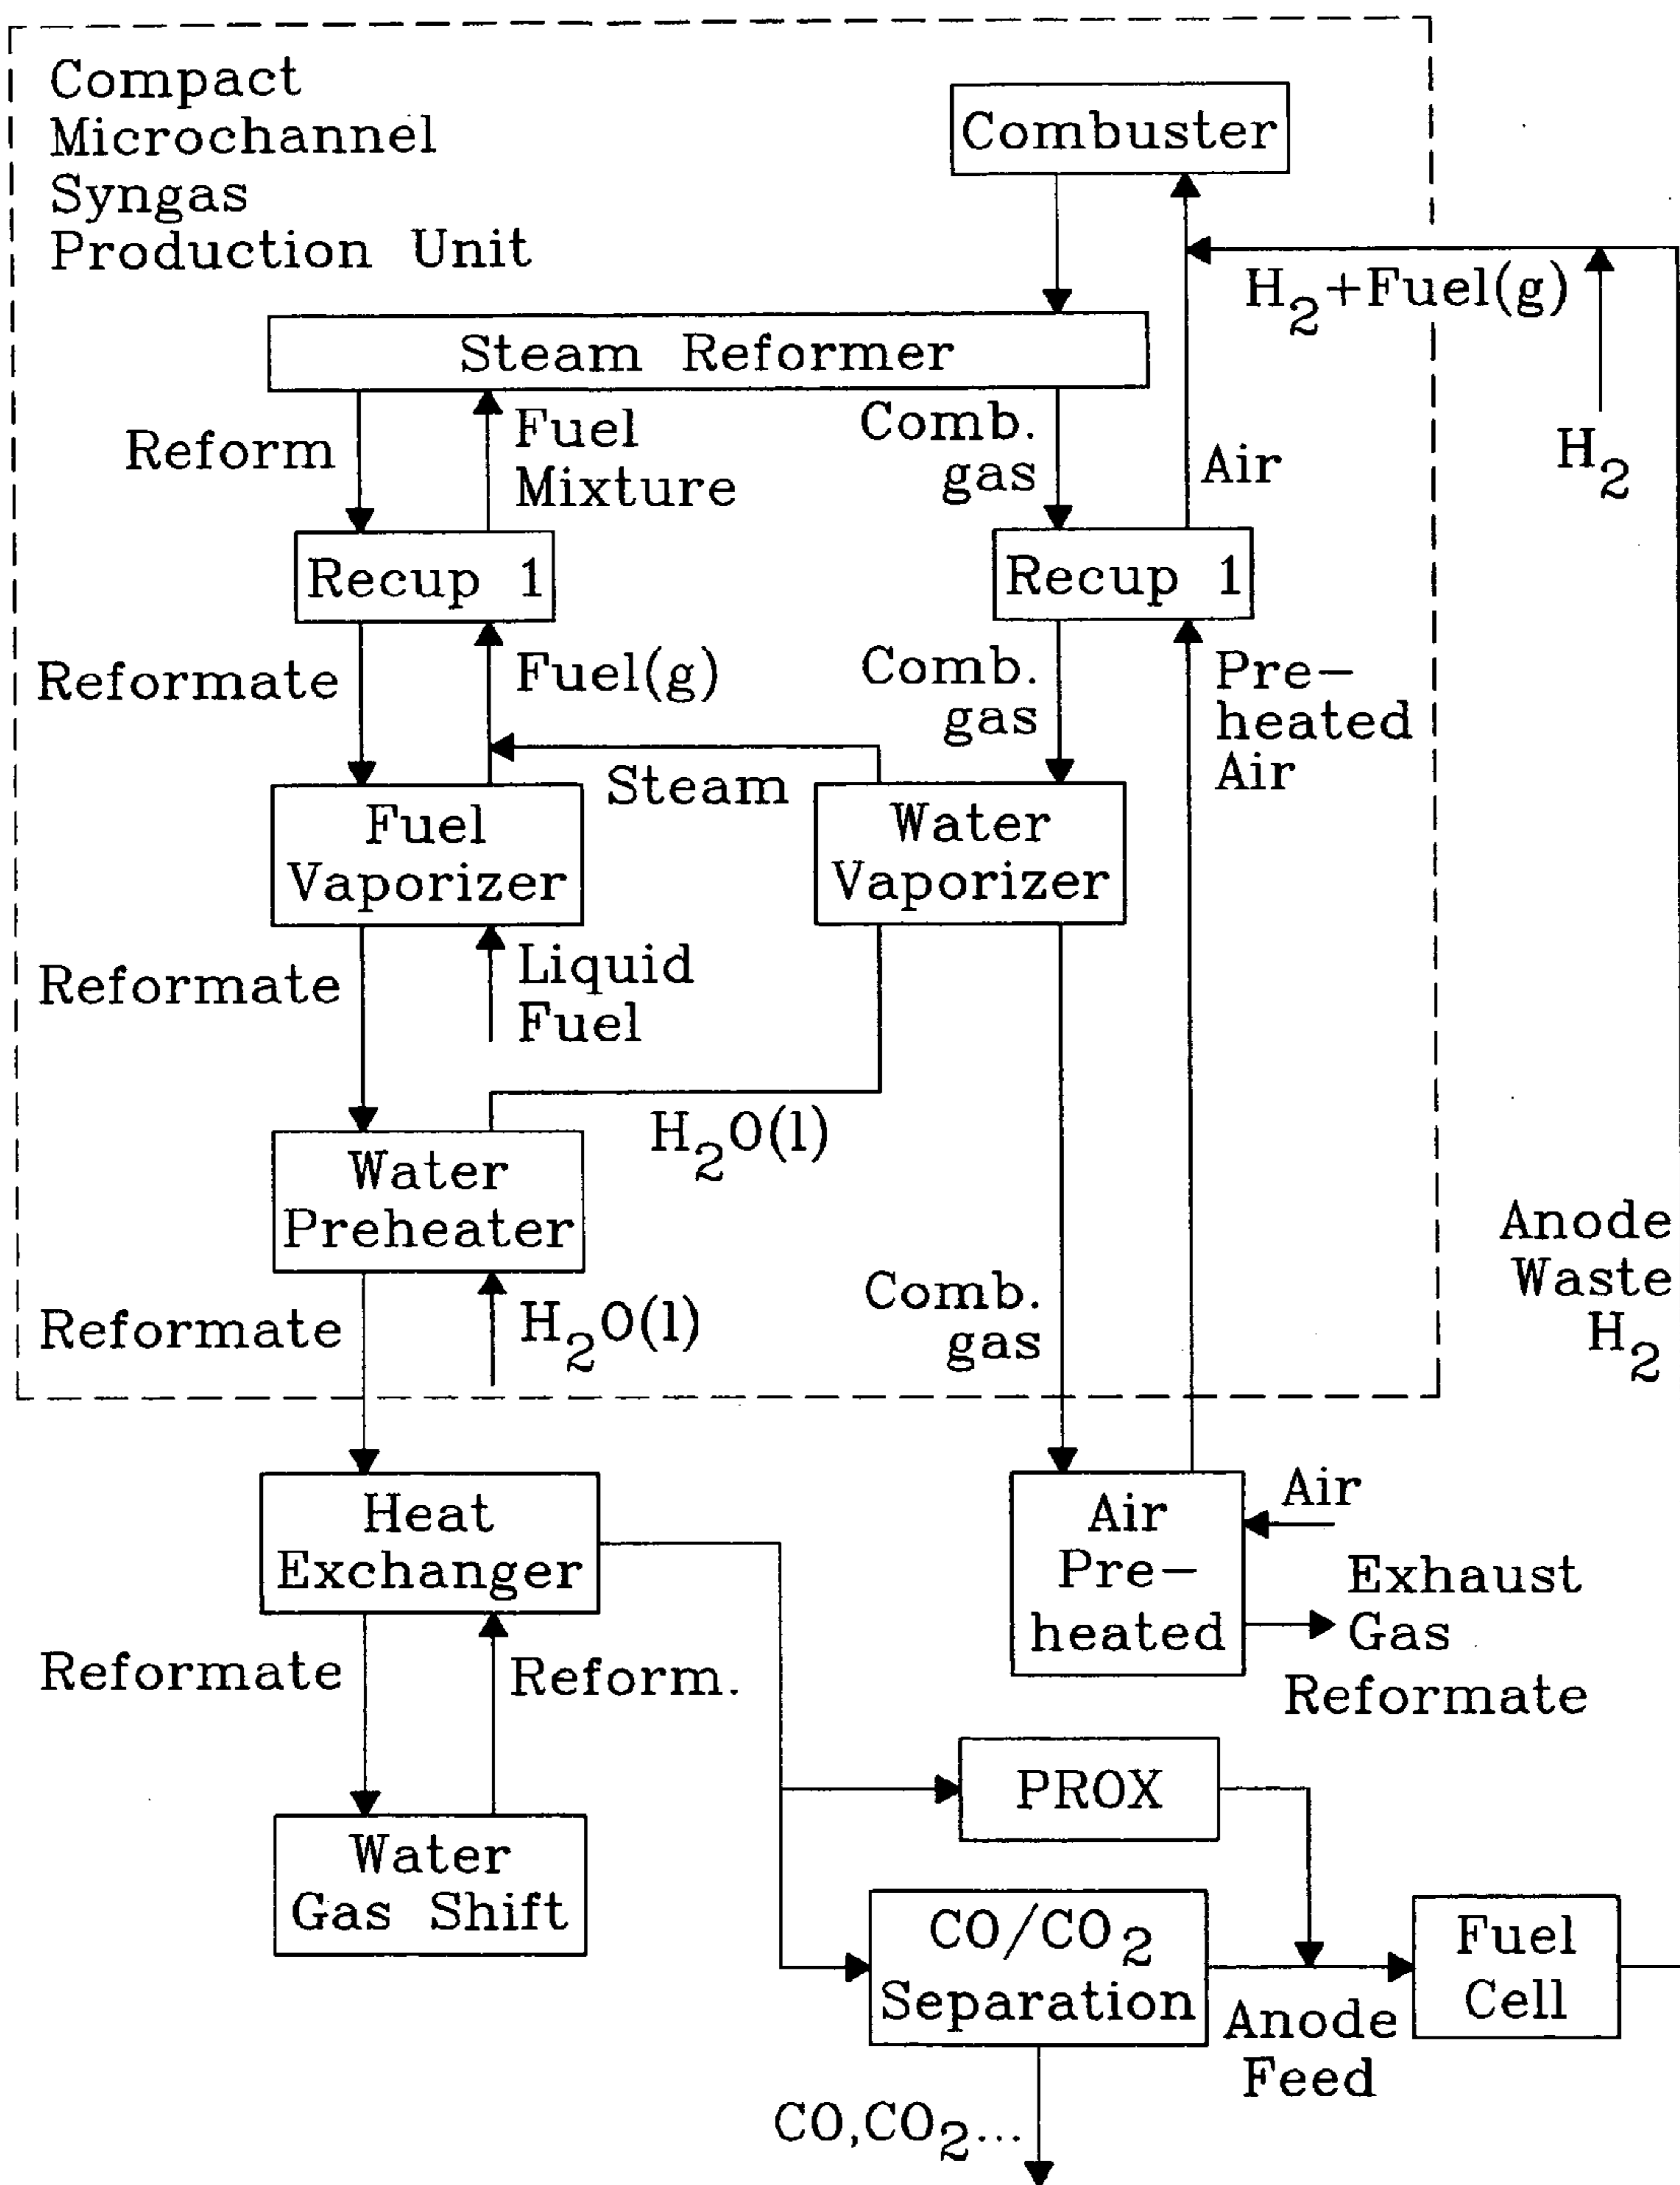 Compact
Microchannel
Syngas
Production Unit
Combuster
H2+Fuel(g)
H2
Steam Reformer
Reform
Fuel
Mixture
Comb.
gas
Air
Recup 1
Recup 1
Reformate
Fuel(g)
Comb.
gas
Pre-
heated
Air
Steam
Fuel
Vaporizer
Water
Vaporizer
Reformate
Liquid
Fuel
H2O(l)
Water
Preheater
Anode
Waste
H2
Reformate
H2O(l)
Comb.
gas
Heat
Exchanger
Air
Pre-
heated
Air
Exhaust
Gas
Reformate
Reformate
Reform.
PROX
Water
Gas Shift
CO/CO2
Separation
Anode
Feed
Fuel
Cell
CO,CO2...